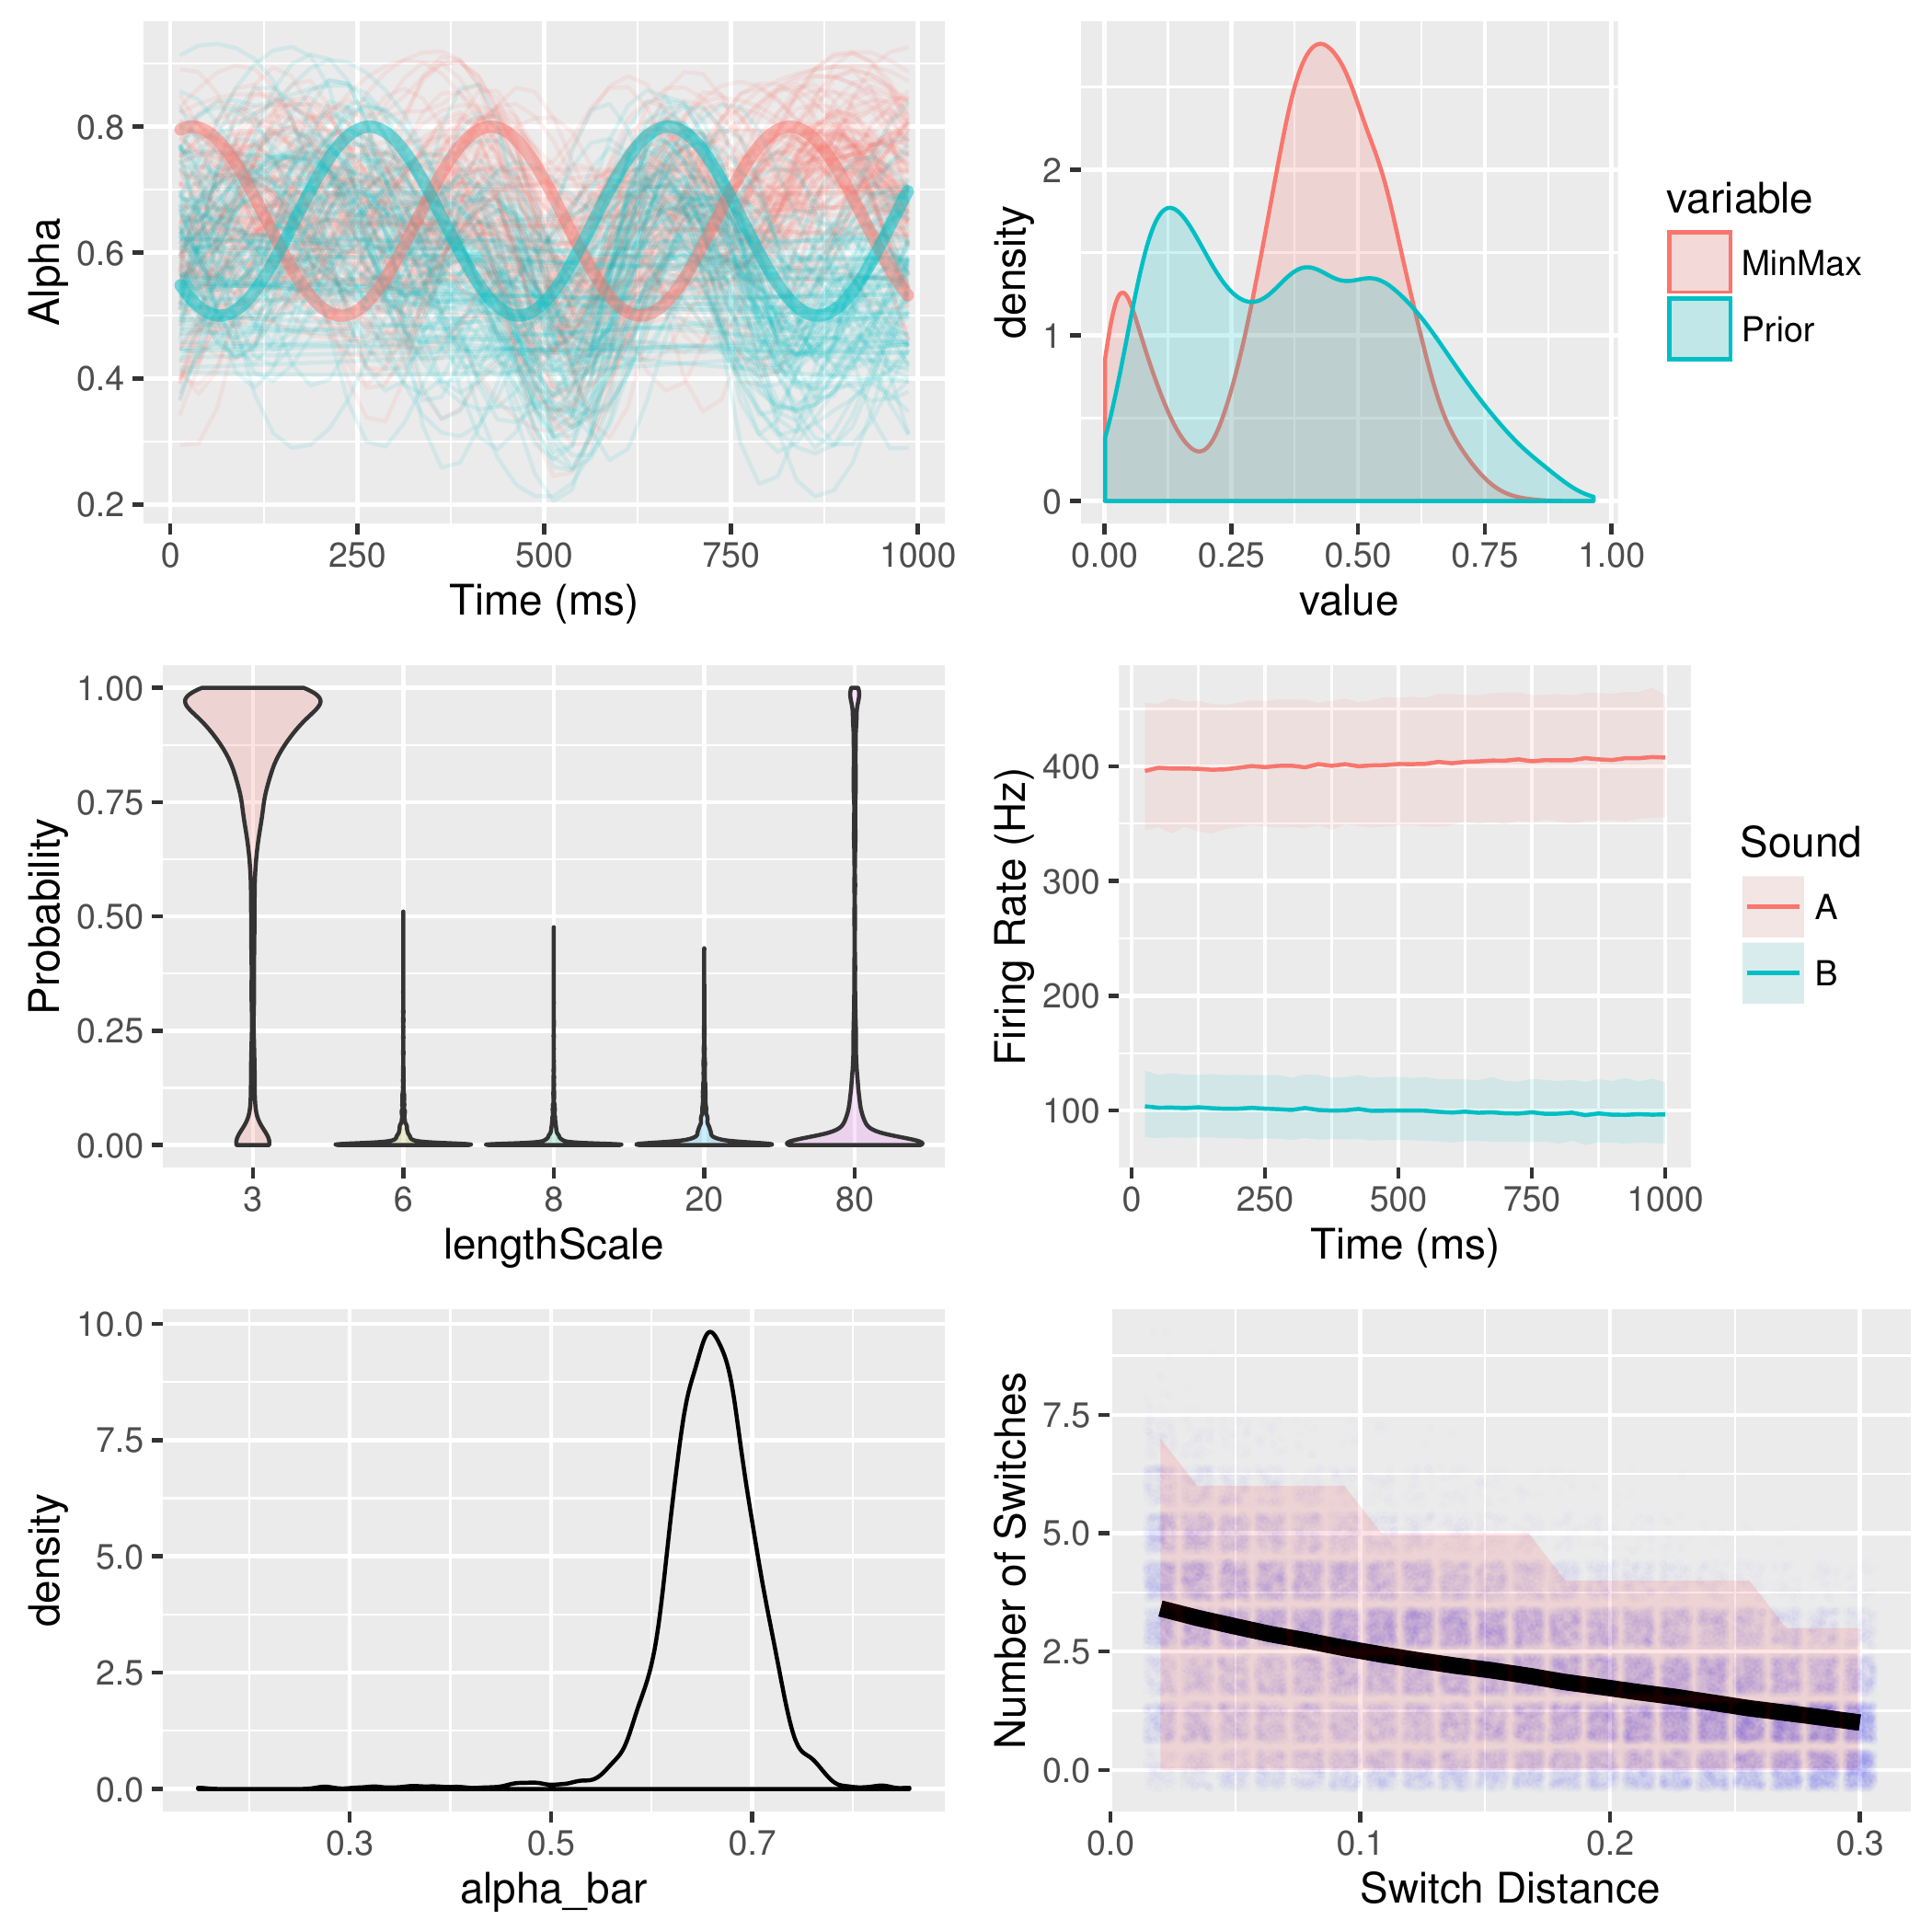 Alpha
0.8
0.6
0.4
0.2
0 250 500 750 1000
Time (ms)
density
2
1
0
0.00 0.25 0.50 0.75 1.00
value
variable
MinMax
Prior
Probability
1.00
0.75
0.50
0.25
0.00
3 6 8 20 80
lengthScale
Firing Rate (Hz)
400
300
200
100
0 250 500 750 1000
Time (ms)
Sound
A
B
density
10.0
7.5
5.0
2.5
0.0
0.3 0.5 0.7
alpha_bar
Number of Switches
7.5
5.0
2.5
0.0
0.0 0.1 0.2 0.3
Switch Distance